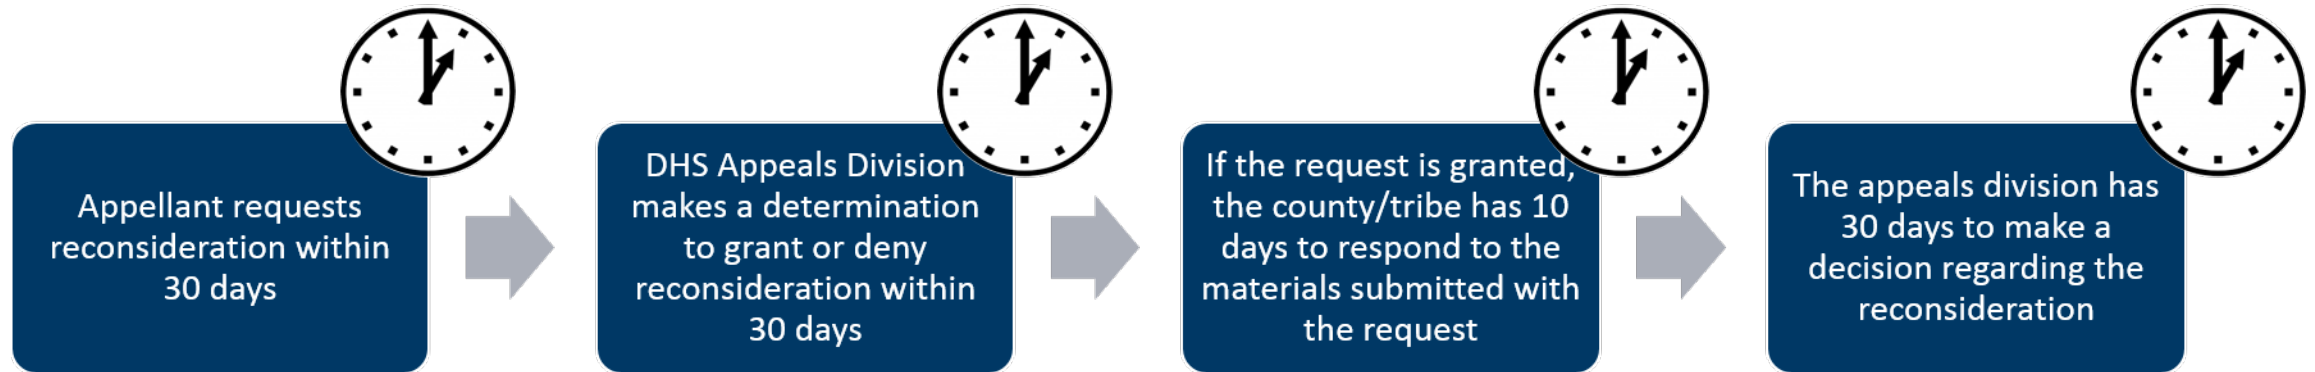 Appellant requests
reconsideration within
30 days
DHS Appeals Division
makes a determination
to grant or deny
reconsideration within
30 days
If the request is granted,
the county/tribe has 10
days to respond to the
materials submitted with
the request
The appeals division has
30 days to make a
decision regarding the
reconsideration